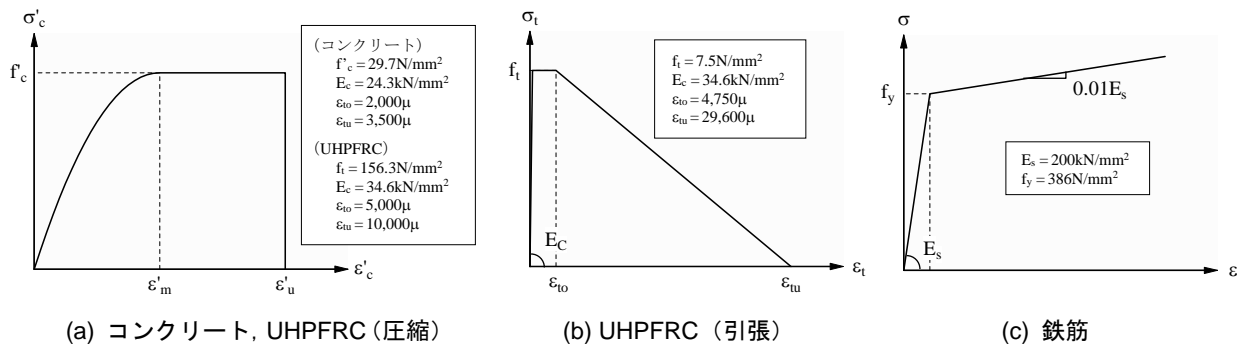 σ'c
f'c
ε'm
ε'u
ε'c
(コンクリート)
f'c = 29.7N/mm²
Ec = 24.3kN/mm²
εto = 2,000μ
εtu = 3,500μ
(UHPFRC)
ft = 156.3N/mm²
Ec = 34.6kN/mm²
εto = 5,000μ
εtu = 10,000μ
(a) コンクリート, UHPFRC（圧縮）
σt
ft
EC
εto
εtu
εt
ft = 7.5N/mm²
Ec = 34.6kN/mm²
εto = 4,750μ
εtu = 29,600μ
(b) UHPFRC（引張）
σ
fy
0.01Es
Es
ε
Es = 200kN/mm²
fy = 386N/mm²
(c) 鉄筋